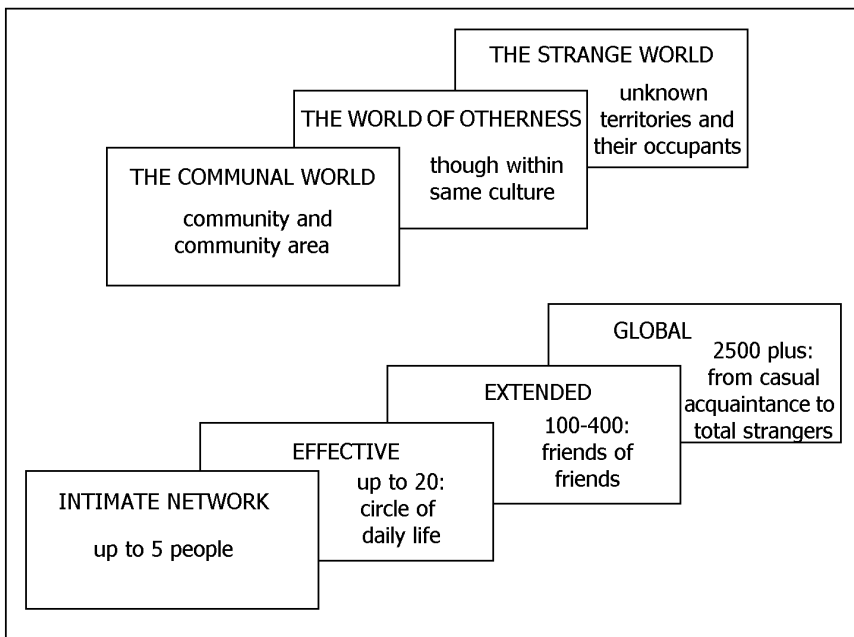 THE STRANGE WORLD
unknown
territories and
their occupants
THE WORLD OF OTHERNESS
though within
same culture
THE COMMUNAL WORLD
community and
community area
GLOBAL
2500 plus:
from casual
acquaintance to
total strangers
EXTENDED
100-400:
friends of
friends
EFFECTIVE
up to 20:
circle of
daily life
INTIMATE NETWORK
up to 5 people